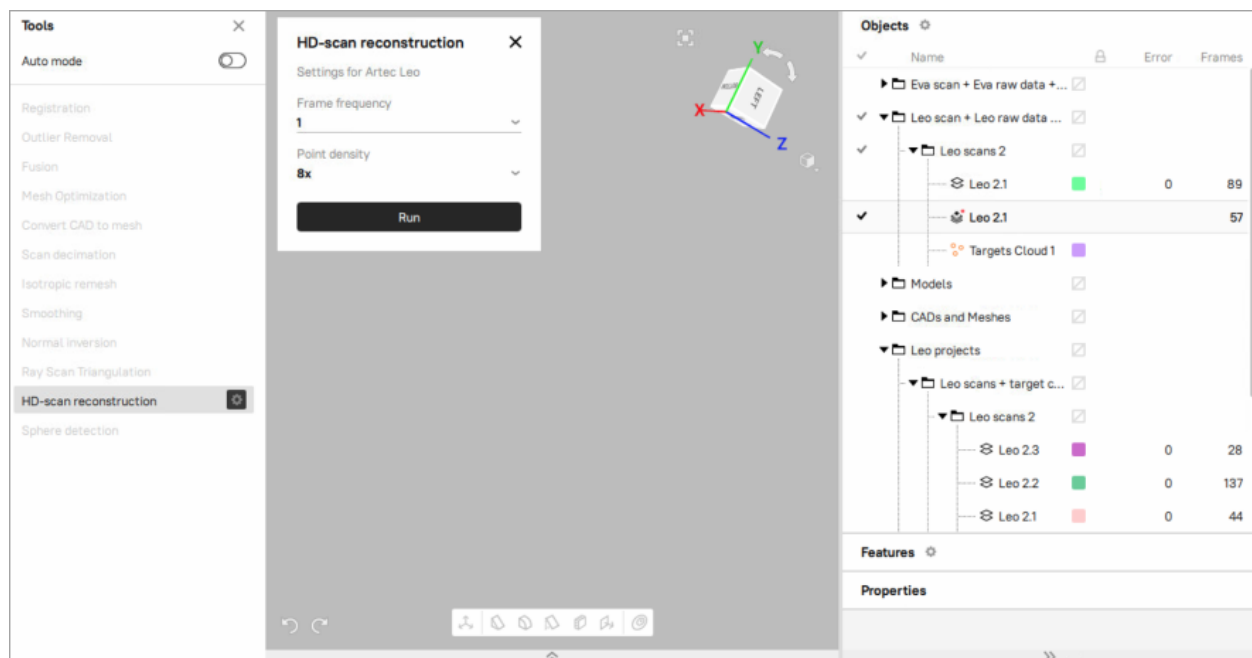 Tools
Auto mode
Registration
Outlier Removal
Fusion
Mesh Optimization
Convert CAD to mesh
Scan decimation
Isotropic remesh
Smoothing
Normal inversion
Ray Scan Triangulation
HD-scan reconstruction
Sphere detection
HD-scan reconstruction
Settings for Artec Leo
Frame frequency
1
Point density
8x
Run
Y
X
Z
LEFT
Objects
Name Error Frames
Eva scan + Eva raw data +...
Leo scan + Leo raw data ...
Leo scans 2
Leo 2.1 0 89
Leo 2.1 57
Targets Cloud 1
Models
CADs and Meshes
Leo projects
Leo scans + target c...
Leo scans 2
Leo 2.3 0 28
Leo 2.2 0 137
Leo 2.1 0 44
Features
Properties